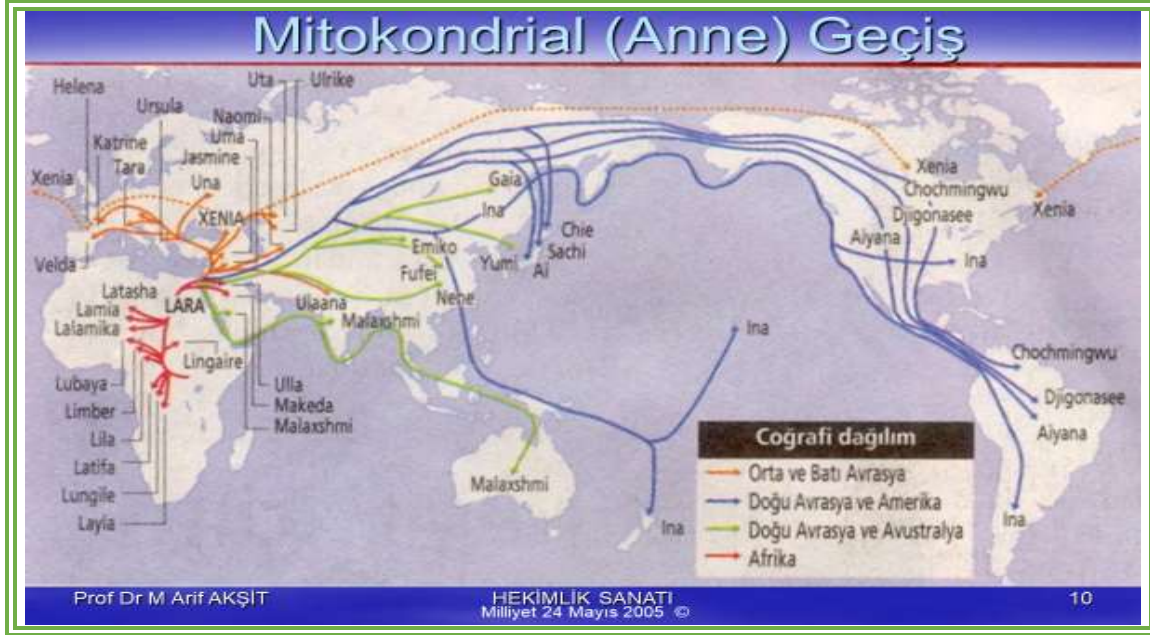 Mitokondrial (Anne) Geçiş
Helena
Uta
Ulrike
Ursula
Naomi
Katrine
Uma
Tara
Jasmine
Xenia
Una
XENIA
Velda
Gaia
Ina
Chie
Sachi
Ai
Yumi
Emiko
Fufei
Nene
Ulaana
Malaxshmi
Latasha
LARA
Lamia
Lalamika
Lingaire
Lubaya
Limber
Lila
Latifa
Lungile
Layla
Ulla
Makeda
Malaxshmi
Malaxshmi
Ina
Ina
Xenia
Chochmingwu
Djigonasee
Aiyana
Ina
Xenia
Chochmingwu
Djigonasee
Aiyana
Ina
Coğrafi dağılım
Orta ve Batı Avrasya
Doğu Avrasya ve Amerika
Doğu Avrasya ve Avustralya
Afrika
Prof Dr M Arif AKŞİT
HEKİMLİK SANATI
Milliyet 24 Mayıs 2005 ©
10